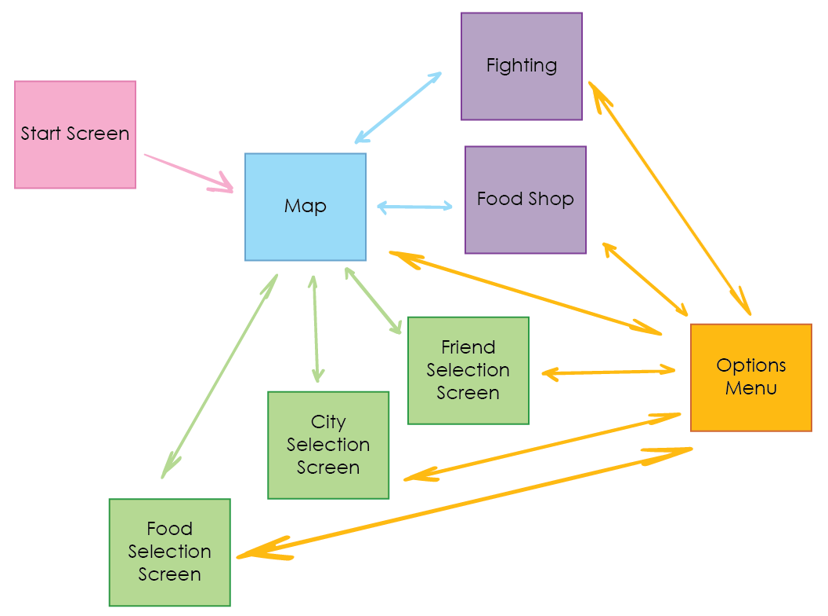 Fighting
Start Screen
Map
Food Shop
Friend
Selection
Screen
Options
Menu
City
Selection
Screen
Food
Selection
Screen